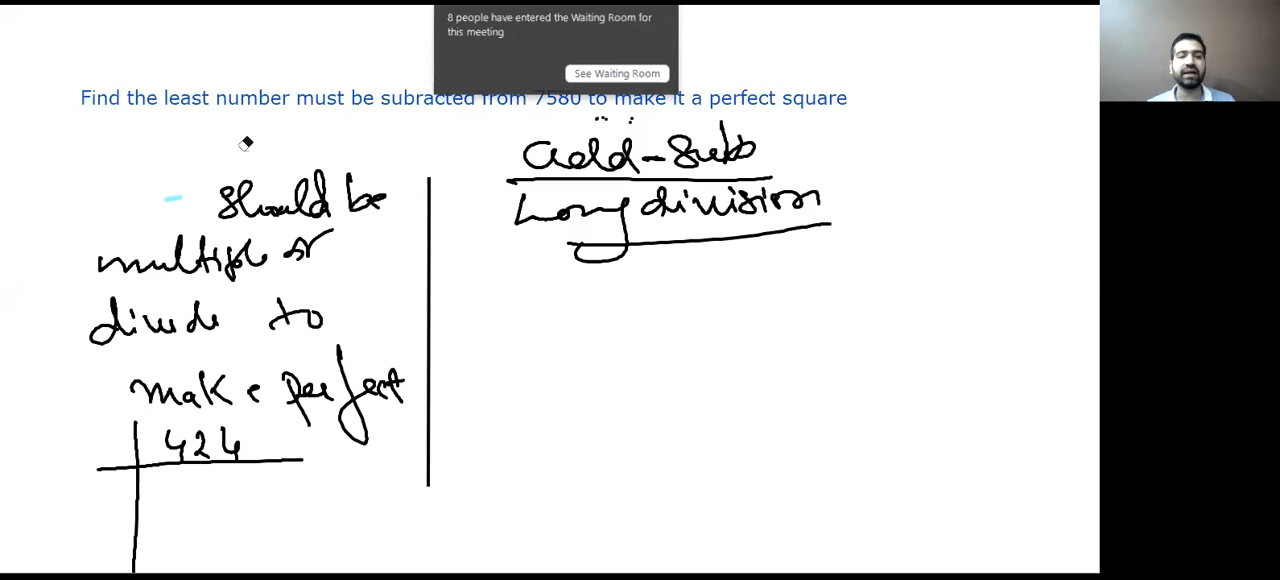 8 people have entered the Waiting Room for
this meeting
See Waiting Room
Find the least number must be subracted from 7580 to make it a perfect square
add-Sub
Long division
- should be
multiple or
divide to
make perfect
424